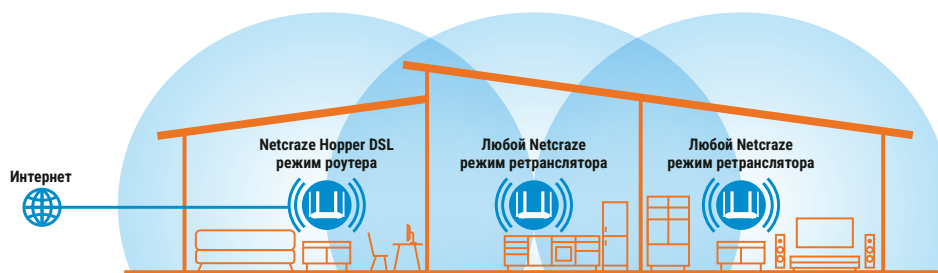 Netcraze Hopper DSL
режим роутера
Любой Netcraze
режим ретранслятора
Любой Netcraze
режим ретранслятора
Интернет